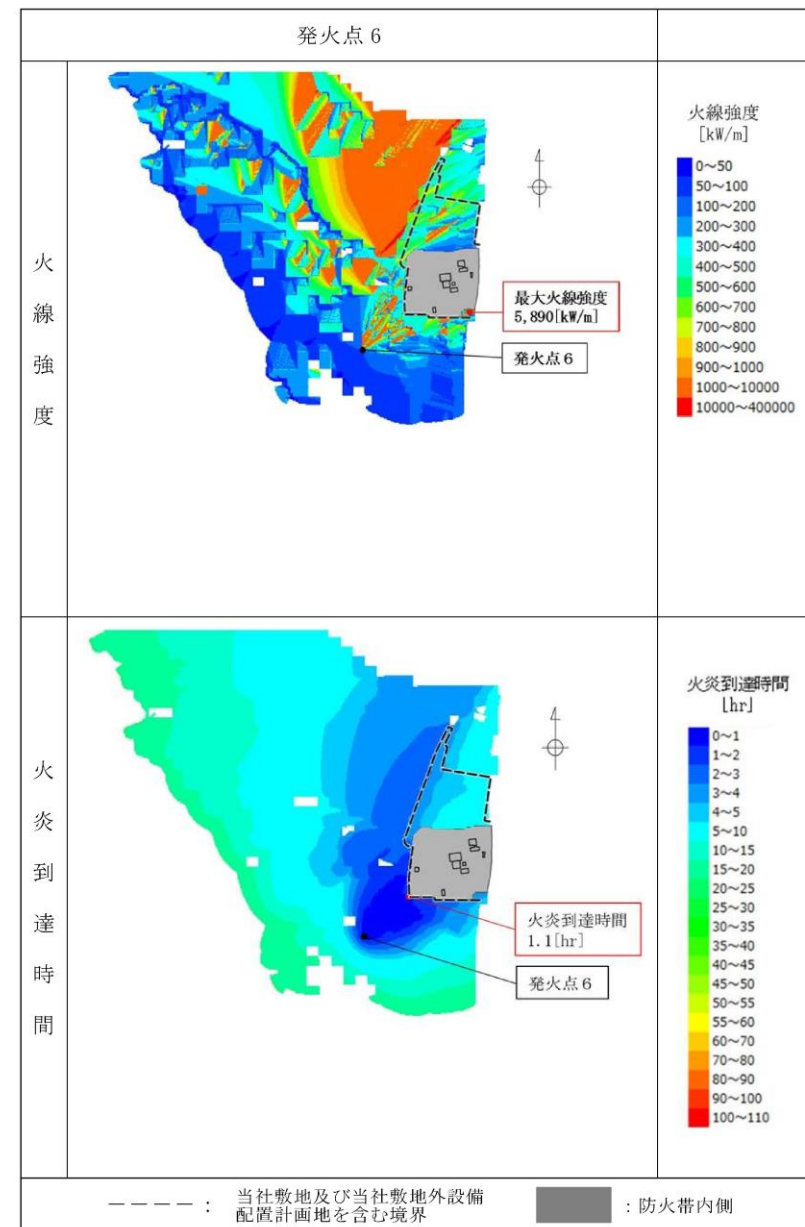 発火点6
火線強度
火線強度
[kW/m]
0～50
50～100
100～200
200～300
300～400
400～500
500～600
600～700
700～800
800～900
900～1000
1000～10000
10000～400000
最大火線強度
5,890[kW/m]
発火点6
火炎到達時間
火炎到達時間
[hr]
0～1
1～2
2～3
3～4
4～5
5～10
10～15
15～20
20～25
25～30
30～35
35～40
40～45
45～50
50～55
55～60
60～70
70～80
80～90
90～100
100～110
火炎到達時間
1.1[hr]
発火点6
：当社敷地及び当社敷地外設備
配置計画地を含む境界
：防火帯内側